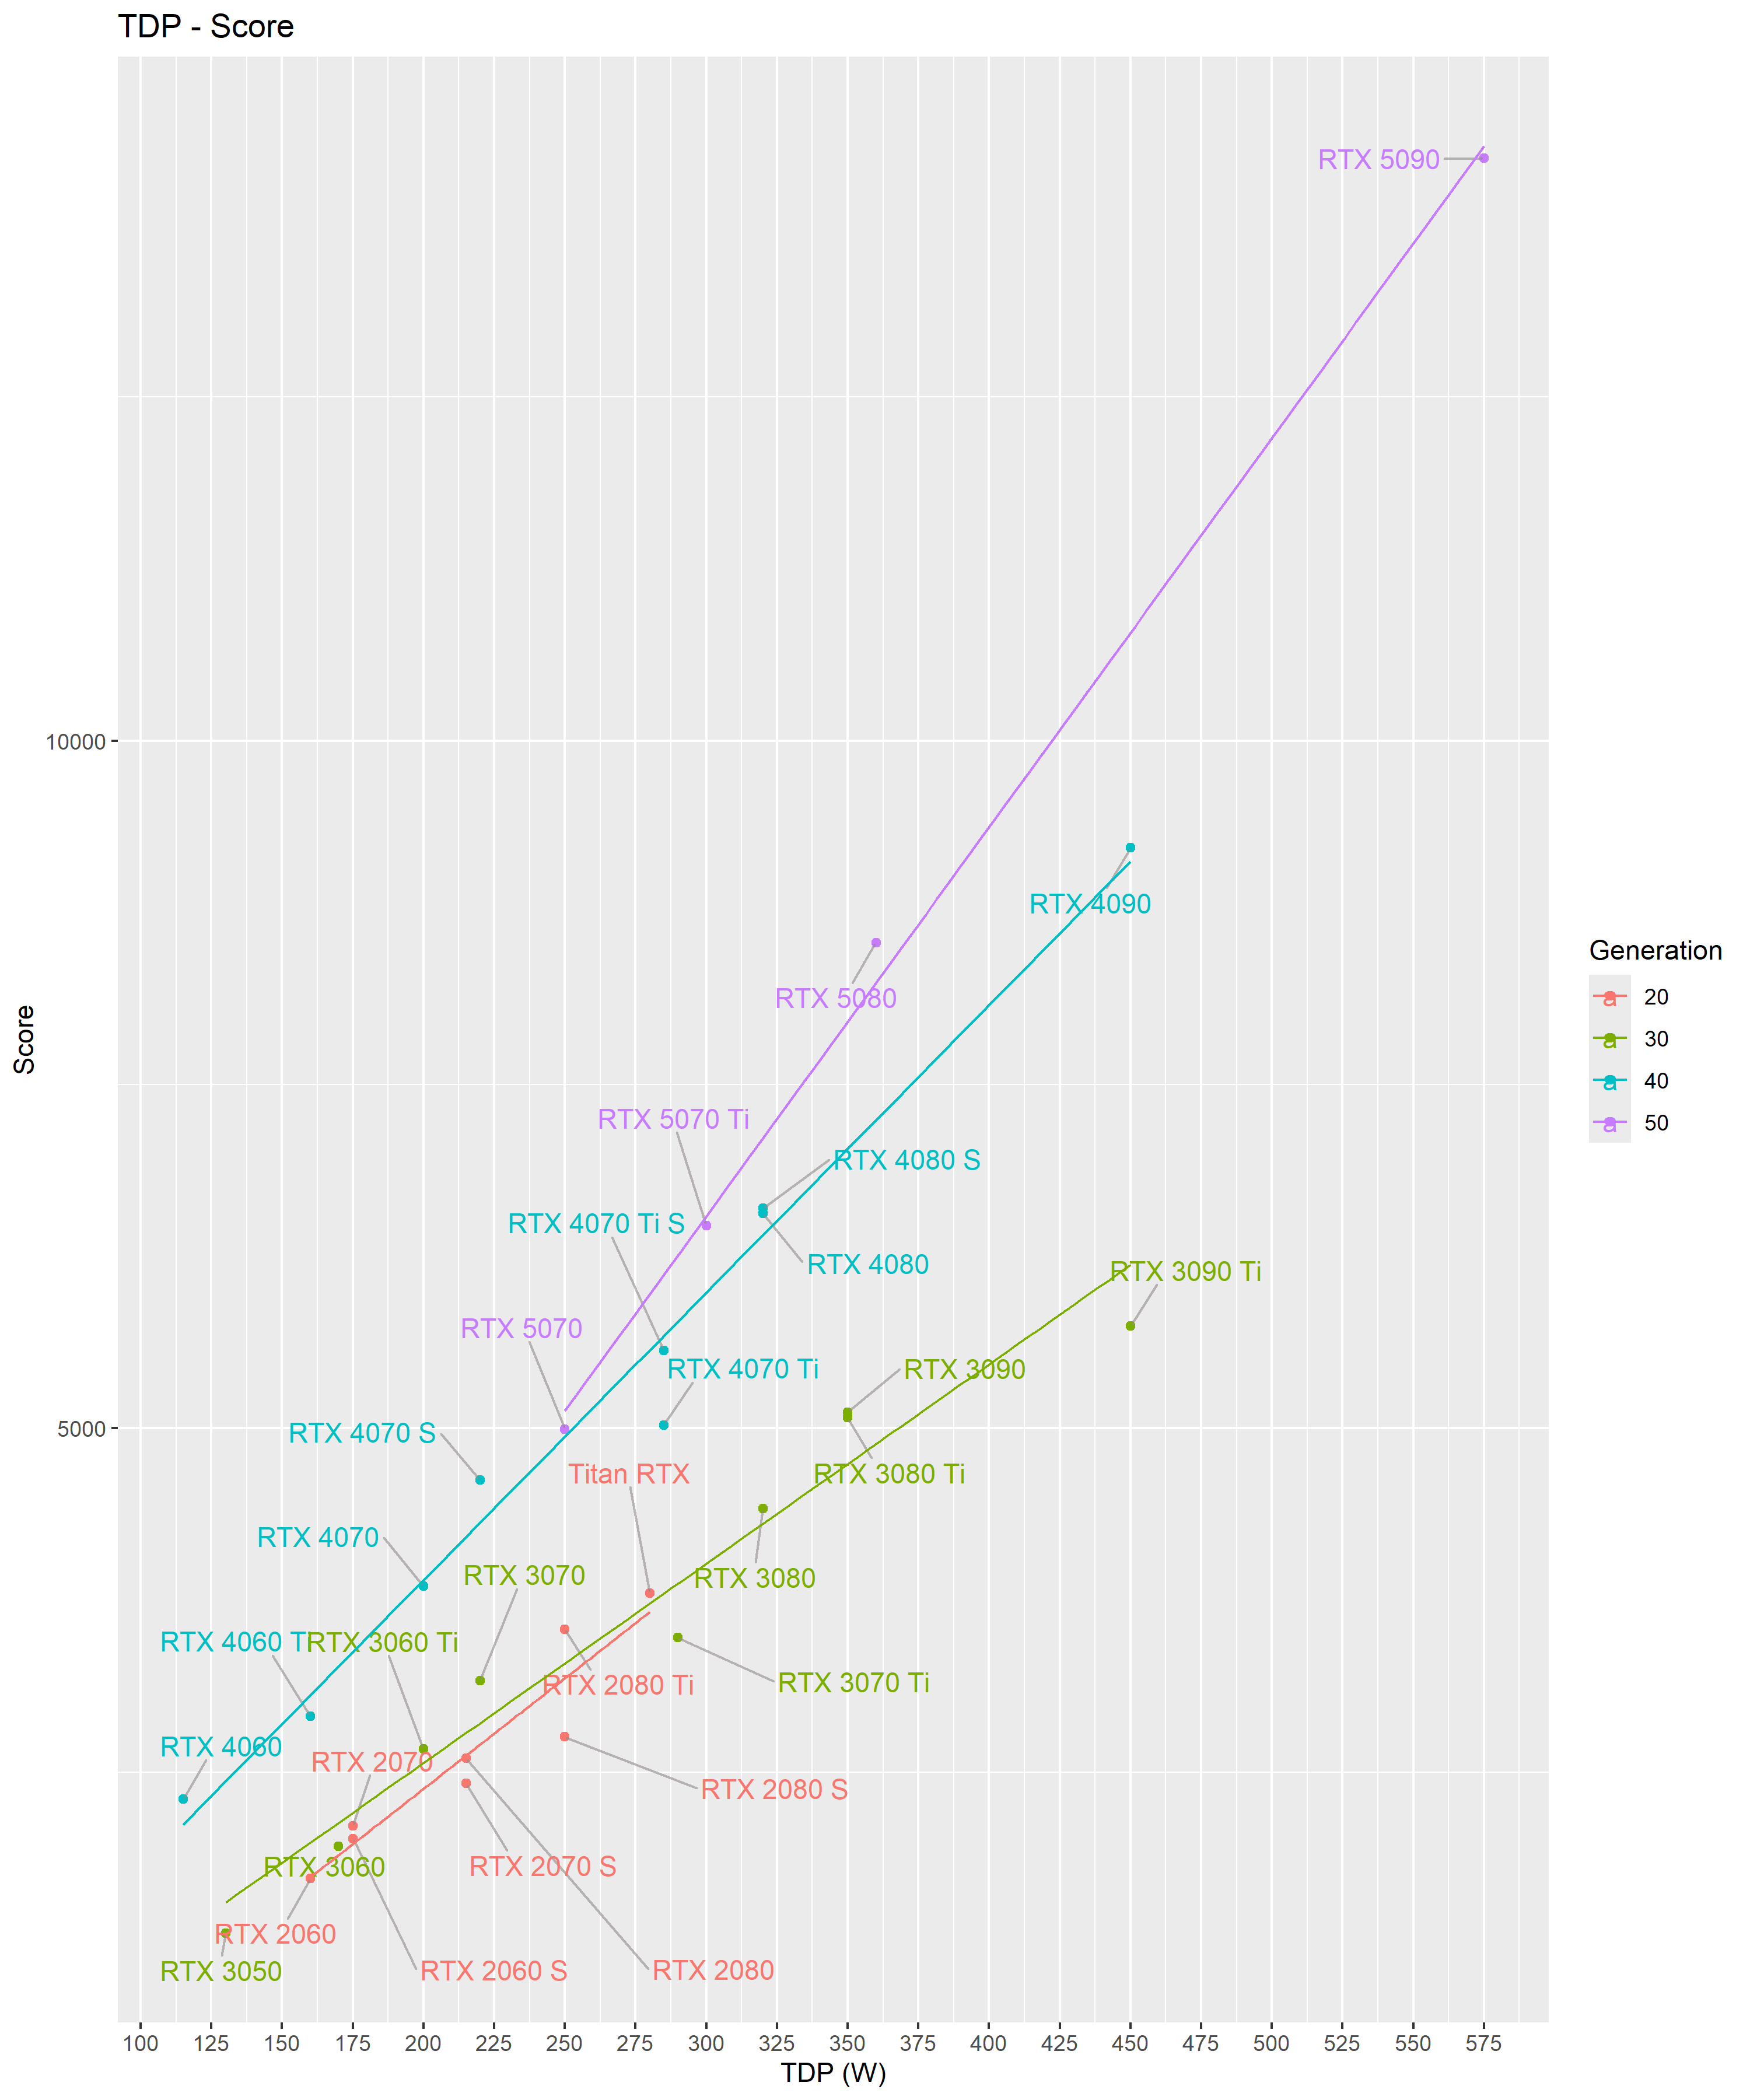 TDP - Score
RTX 5090
10000
RTX 4090
RTX 5080
Score
Generation
a 20
a 30
a 40
a 50
RTX 5070 Ti
RTX 4080 S
RTX 4070 Ti S
RTX 4080
RTX 3090 Ti
RTX 5070
RTX 4070 Ti
RTX 3090
5000
RTX 4070 S
Titan RTX
RTX 3080 Ti
RTX 4070
RTX 3070
RTX 3080
RTX 4060 Ti
RTX 3060 Ti
RTX 2080 Ti
RTX 3070 Ti
RTX 4060
RTX 2070
RTX 2080 S
RTX 3060
RTX 2070 S
RTX 2060
RTX 3050
RTX 2060 S
RTX 2080
100 125 150 175 200 225 250 275 300 325 350 375 400 425 450 475 500 525 550 575
TDP (W)